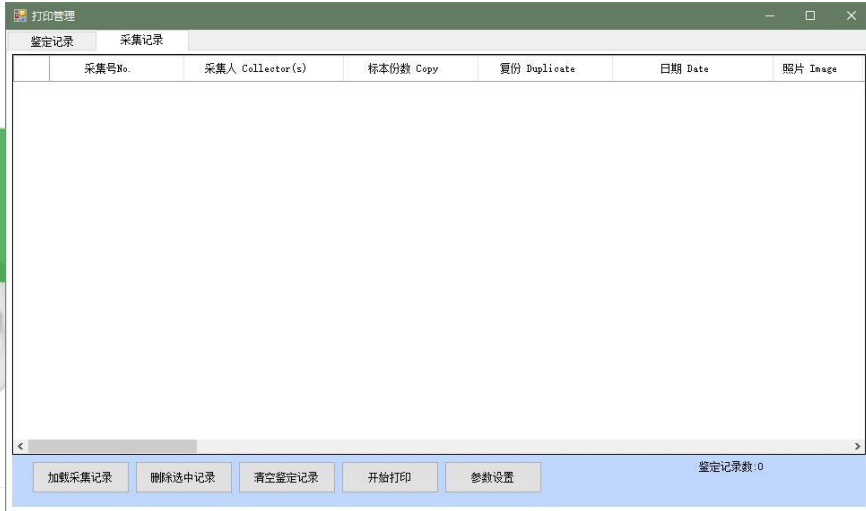 打印管理
鉴定记录 采集记录
采集号No. 采集人 Collector(s) 标本份数 Copy 复份 Duplicate 日期 Date 照片 Image
加载采集记录 删除选中记录 清空鉴定记录 开始打印 参数设置 鉴定记录数:0